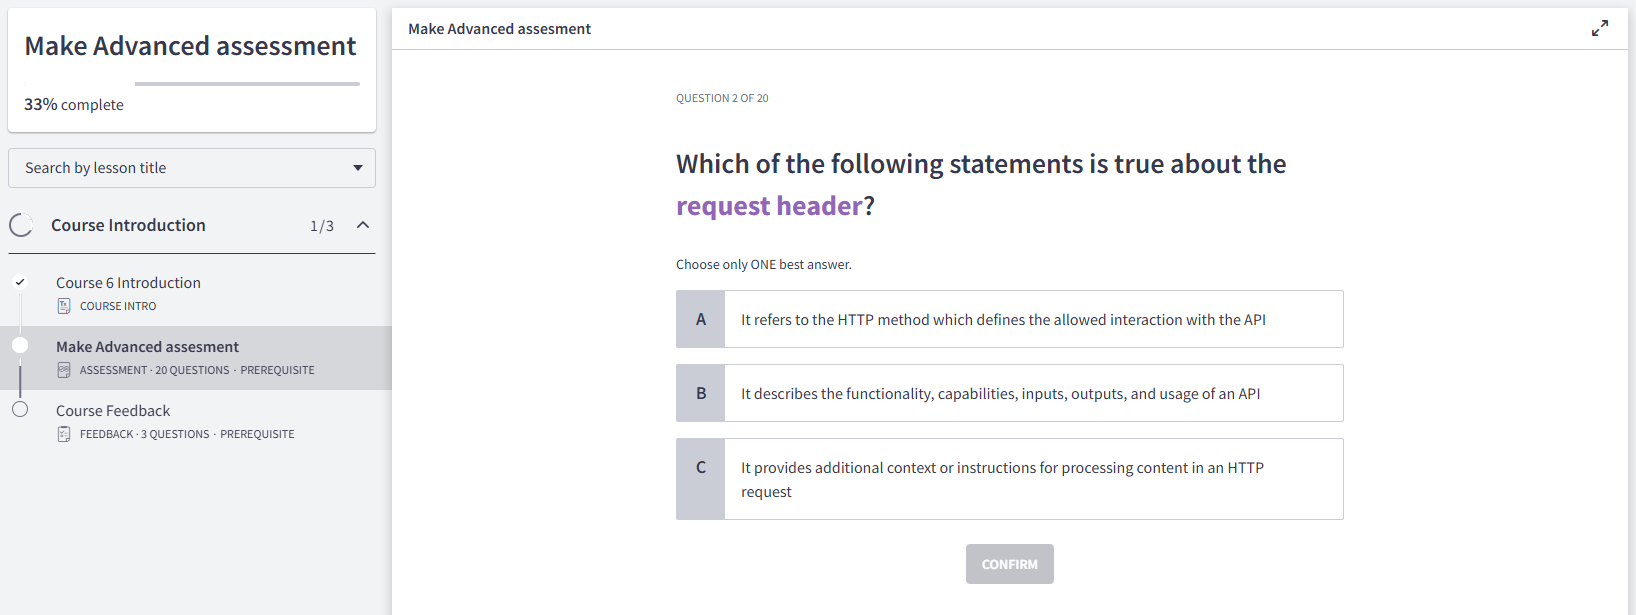 Make Advanced assessment
33% complete
Search by lesson title
Course Introduction 1/3
Course 6 Introduction
COURSE INTRO
Make Advanced assesment
ASSESSMENT · 20 QUESTIONS · PREREQUISITE
Course Feedback
FEEDBACK · 3 QUESTIONS · PREREQUISITE
Make Advanced assesment
QUESTION 2 OF 20
Which of the following statements is true about the
request header?
Choose only ONE best answer.
A It refers to the HTTP method which defines the allowed interaction with the API
B It describes the functionality, capabilities, inputs, outputs, and usage of an API
C It provides additional context or instructions for processing content in an HTTP
request
CONFIRM